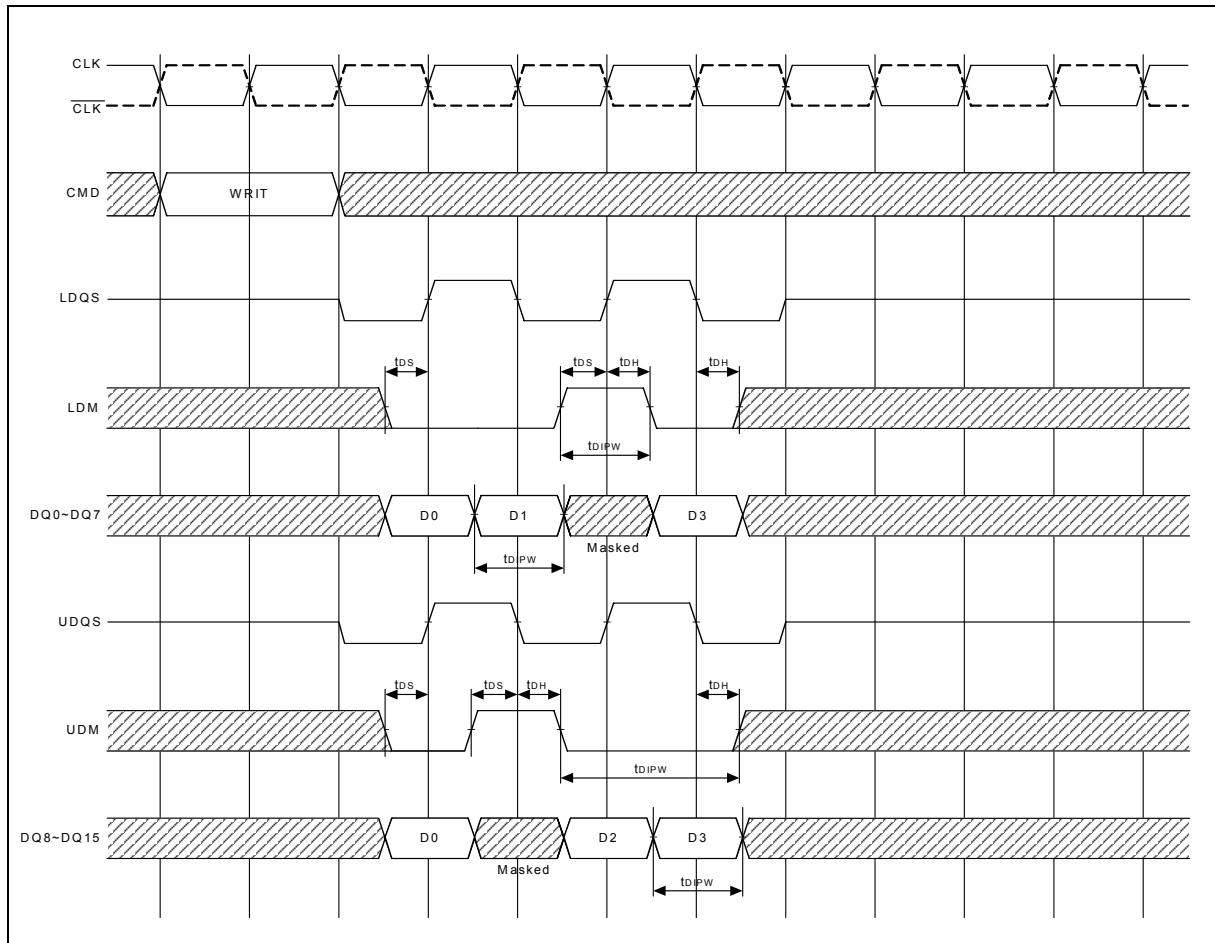 CLK
CLK
CMD
WRIT
LDQS
tDS tDS tDH tDH
LDM
tDIPW
DQ0~DQ7 D0 D1 D3
Masked
tDIPW
UDQS
tDS tDS tDH tDH
UDM
tDIPW
DQ8~DQ15 D0 D2 D3
Masked
tDIPW